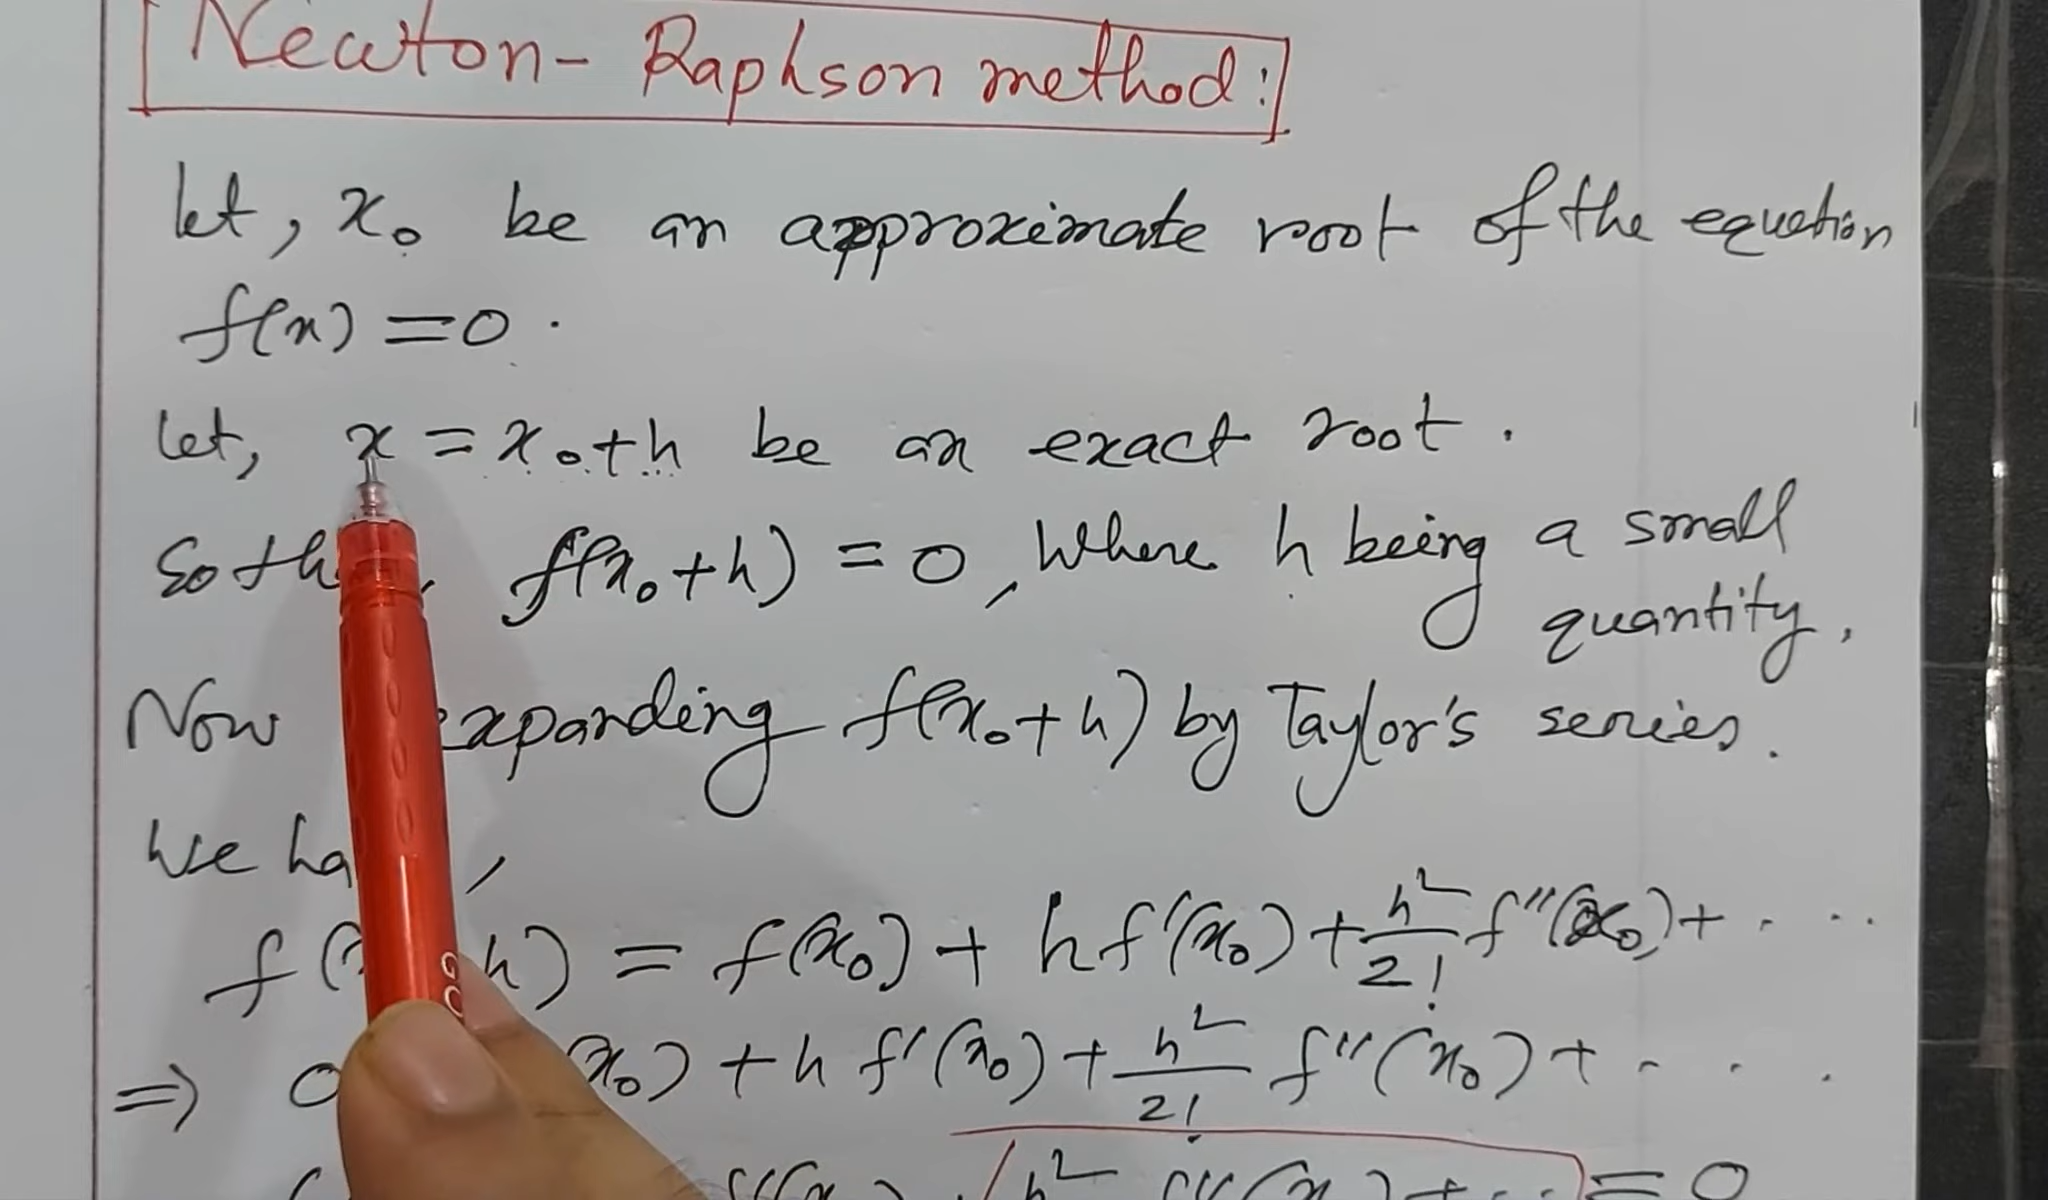 Newton-Raphson method:
let, x₀ be an approximate root of the equation
f(x) = 0.
let, x = x₀+h be an exact root.
So f(x₀+h) = 0, Where h being a small
quantity.
Now expanding f(x₀+h) by Taylor's series.
We
f( h) = f(x₀) + hf'(x₀) + h²/2! f''(x₀) + ....
⇒ 0 x₀) + h f'(x₀) + h²/2! f''(x₀) + ....
h² = 0